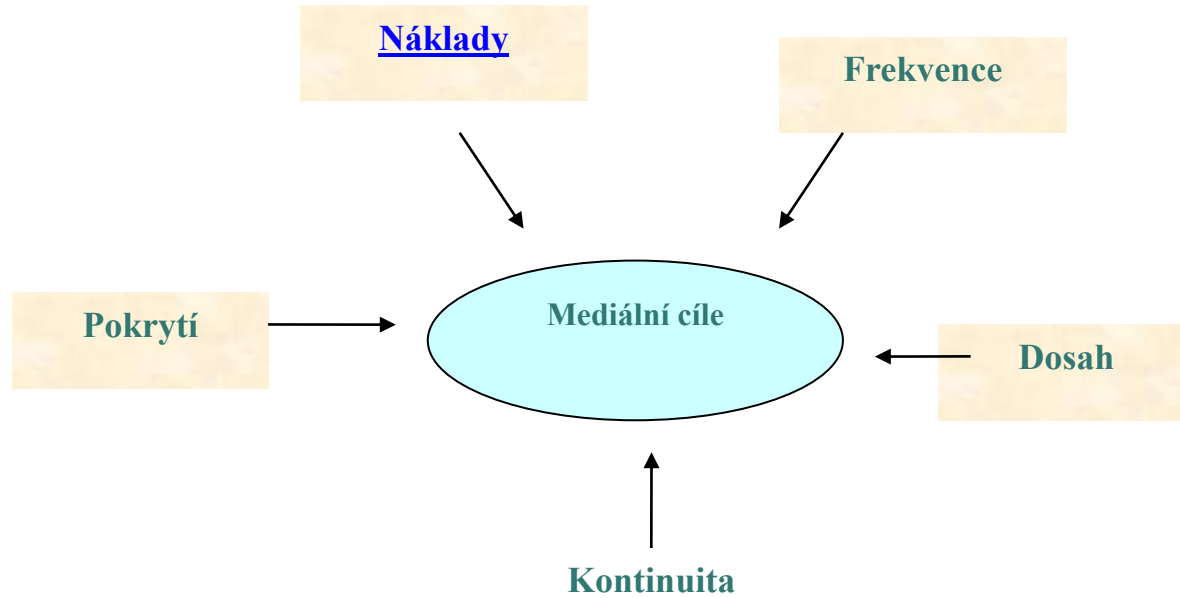 Náklady
Frekvence
Pokrytí
Mediální cíle
Dosah
Kontinuita